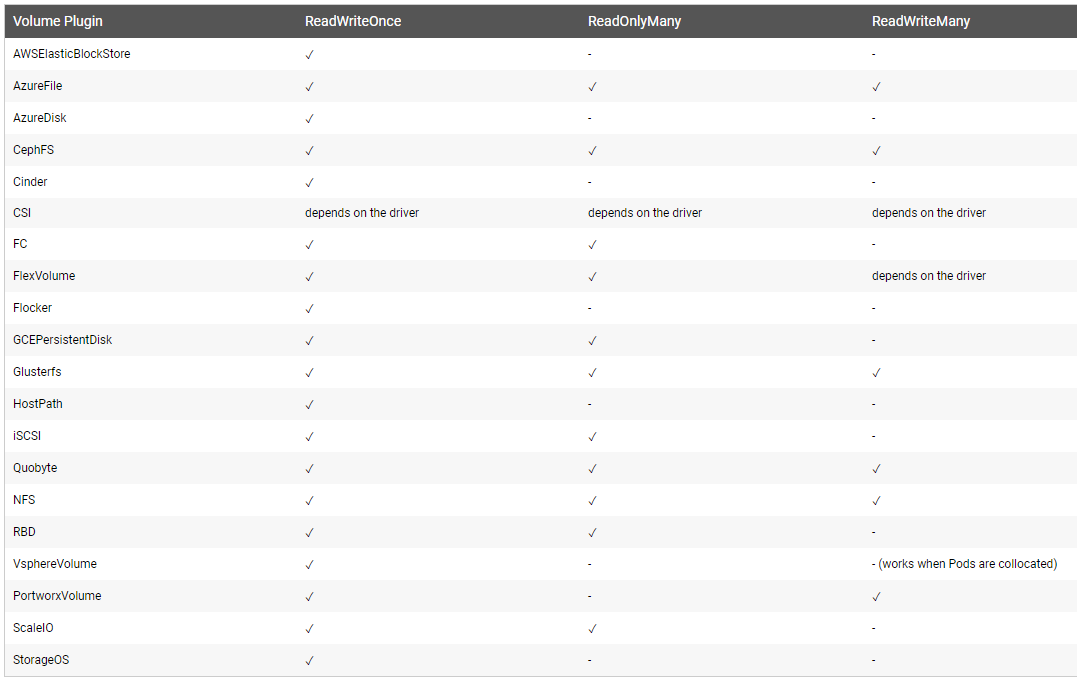 Volume Plugin ReadWriteOnce ReadOnlyMany ReadWriteMany
AWSElasticBlockStore ✓ - -
AzureFile ✓ ✓ ✓
AzureDisk ✓ - -
CephFS ✓ ✓ ✓
Cinder ✓ - -
CSI depends on the driver depends on the driver depends on the driver
FC ✓ ✓ -
FlexVolume ✓ ✓ depends on the driver
Flocker ✓ - -
GCEPersistentDisk ✓ ✓ -
Glusterfs ✓ ✓ ✓
HostPath ✓ - -
iSCSI ✓ ✓ -
Quobyte ✓ ✓ ✓
NFS ✓ ✓ ✓
RBD ✓ ✓ -
VsphereVolume ✓ - - (works when Pods are collocated)
PortworxVolume ✓ - ✓
ScaleIO ✓ ✓ -
StorageOS ✓ - -